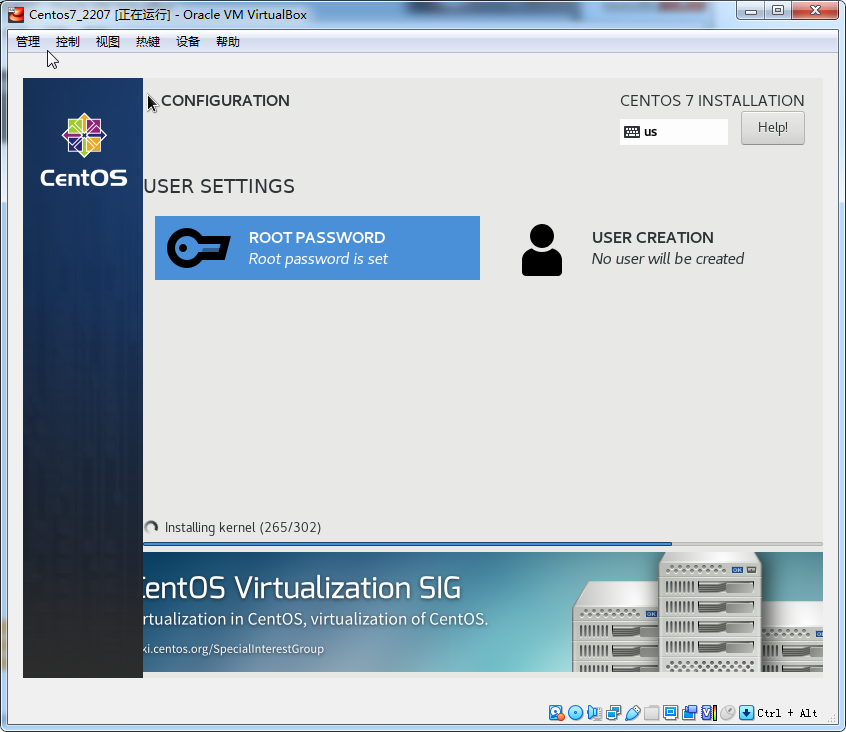 Centos7_2207 [正在运行] - Oracle VM VirtualBox
管理 控制 视图 热键 设备 帮助
CentOS
CONFIGURATION
CENTOS 7 INSTALLATION
us
Help!
USER SETTINGS
ROOT PASSWORD
Root password is set
USER CREATION
No user will be created
Installing kernel (265/302)
CentOS Virtualization SIG
rtualization in CentOS, virtualization of CentOS.
ki.centos.org/SpecialInterestGroup
OK
OK
OK
Ctrl + Alt